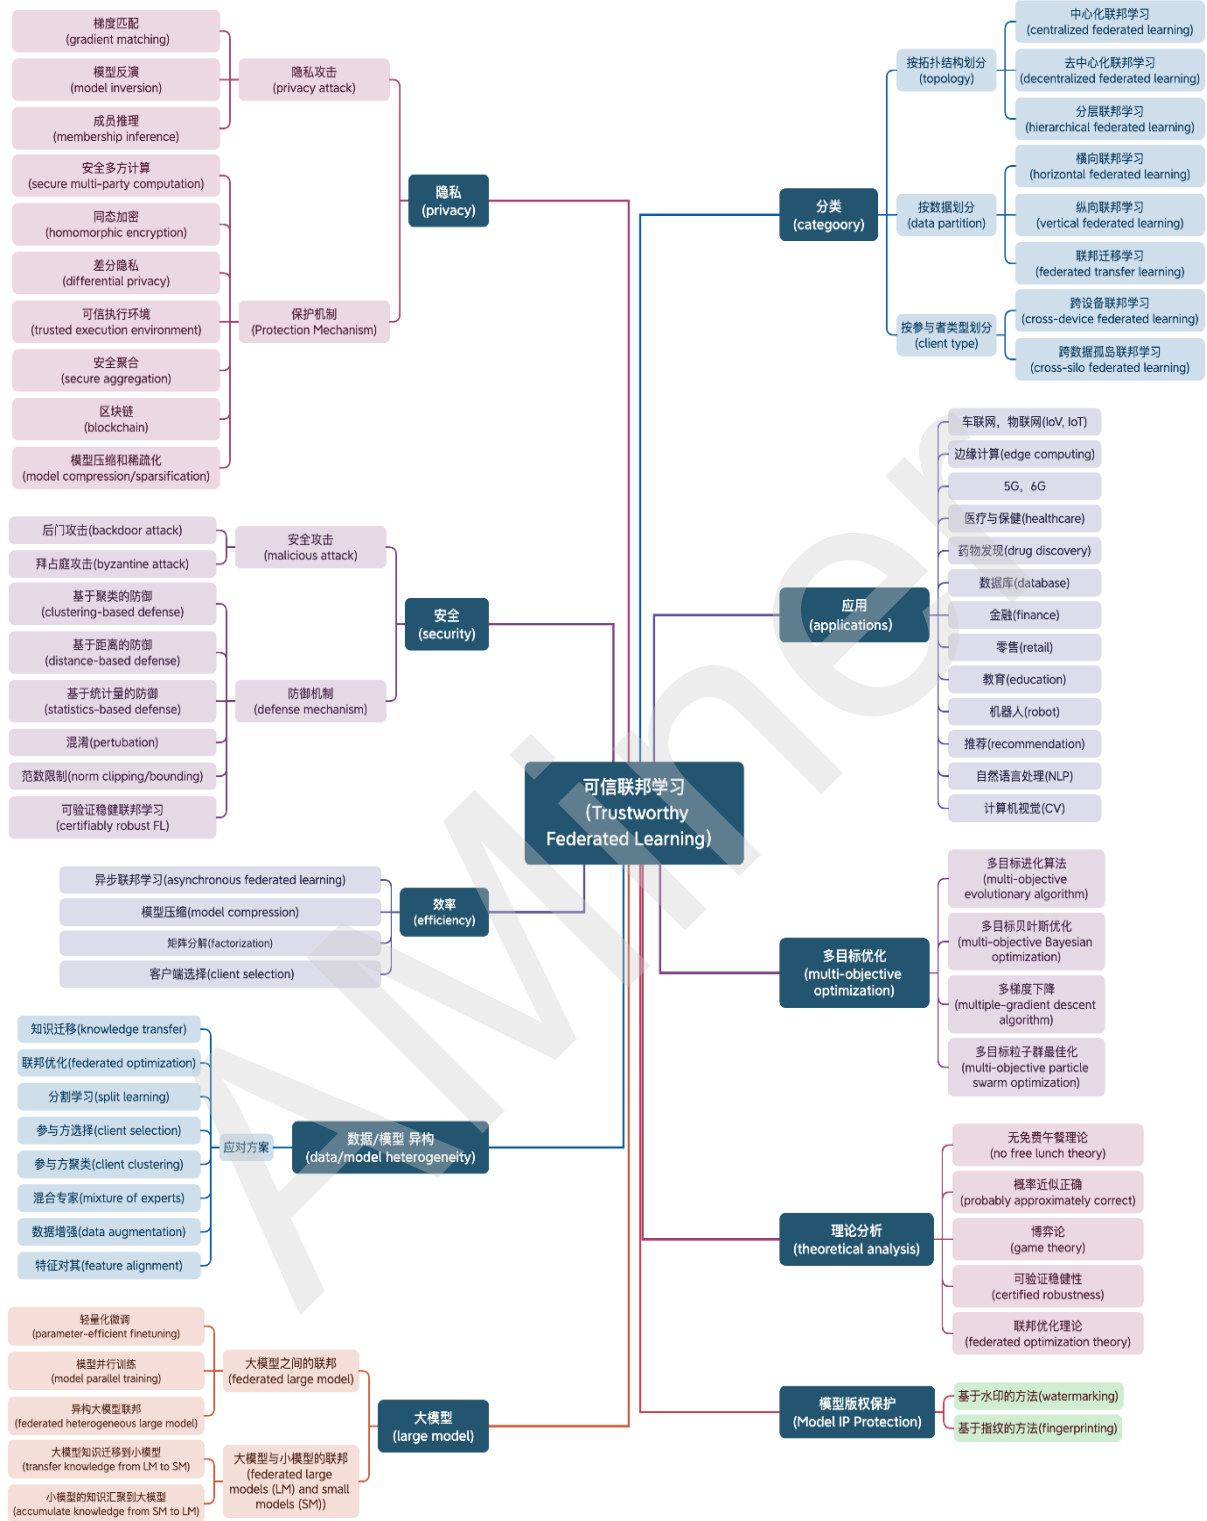 梯度匹配
(gradient matching)
模型反演
(model inversion)
成员推理
(membership inference)
隐私攻击
(privacy attack)
安全多方计算
(secure multi-party computation)
同态加密
(homomorphic encryption)
差分隐私
(differential privacy)
可信执行环境
(trusted execution environment)
安全聚合
(secure aggregation)
区块链
(blockchain)
模型压缩和稀疏化
(model compression/sparsification)
保护机制
(Protection Mechanism)
隐私
(privacy)
后门攻击(backdoor attack)
拜占庭攻击(byzantine attack)
安全攻击
(malicious attack)
基于聚类的防御
(clustering-based defense)
基于距离的防御
(distance-based defense)
基于统计量的防御
(statistics-based defense)
混淆(pertubation)
范数限制(norm clipping/bounding)
可验证稳健联邦学习
(certifiably robust FL)
防御机制
(defense mechanism)
安全
(security)
异步联邦学习(asynchronous federated learning)
模型压缩(model compression)
矩阵分解(factorization)
客户端选择(client selection)
效率
(efficiency)
知识迁移(knowledge transfer)
联邦优化(federated optimization)
分割学习(split learning)
参与方选择(client selection)
参与方聚类(client clustering)
混合专家(mixture of experts)
数据增强(data augmentation)
特征对其(feature alignment)
应对方案
数据/模型 异构
(data/model heterogeneity)
轻量化微调
(parameter-efficient finetuning)
模型并行训练
(model parallel training)
异构大模型联邦
(federated heterogeneous large model)
大模型之间的联邦
(federated large model)
大模型知识迁移到小模型
(transfer knowledge from LM to SM)
小模型的知识汇聚到大模型
(accumulate knowledge from SM to LM)
大模型与小模型的联邦
(federated large
models (LM) and small
models (SM))
大模型
(large model)
可信联邦学习
(Trustworthy
Federated Learning)
分类
(categoory)
按拓扑结构划分
(topology)
中心化联邦学习
(centralized federated learning)
去中心化联邦学习
(decentralized federated learning)
分层联邦学习
(hierarchical federated learning)
按数据划分
(data partition)
横向联邦学习
(horizontal federated learning)
纵向联邦学习
(vertical federated learning)
联邦迁移学习
(federated transfer learning)
按参与者类型划分
(client type)
跨设备联邦学习
(cross-device federated learning)
跨数据孤岛联邦学习
(cross-silo federated learning)
应用
(applications)
车联网，物联网(IoV, IoT)
边缘计算(edge computing)
5G，6G
医疗与保健(healthcare)
药物发现(drug discovery)
数据库(database)
金融(finance)
零售(retail)
教育(education)
机器人(robot)
推荐(recommendation)
自然语言处理(NLP)
计算机视觉(CV)
多目标优化
(multi-objective
optimization)
多目标进化算法
(multi-objective
evolutionary algorithm)
多目标贝叶斯优化
(multi-objective Bayesian
optimization)
多梯度下降
(multiple-gradient descent
algorithm)
多目标粒子群最佳化
(multi-objective particle
swarm optimization)
理论分析
(theoretical analysis)
无免费午餐理论
(no free lunch theory)
概率近似正确
(probably approximately correct)
博弈论
(game theory)
可验证稳健性
(certified robustness)
联邦优化理论
(federated optimization theory)
模型版权保护
(Model IP Protection)
基于水印的方法(watermarking)
基于指纹的方法(fingerprinting)
AMiner